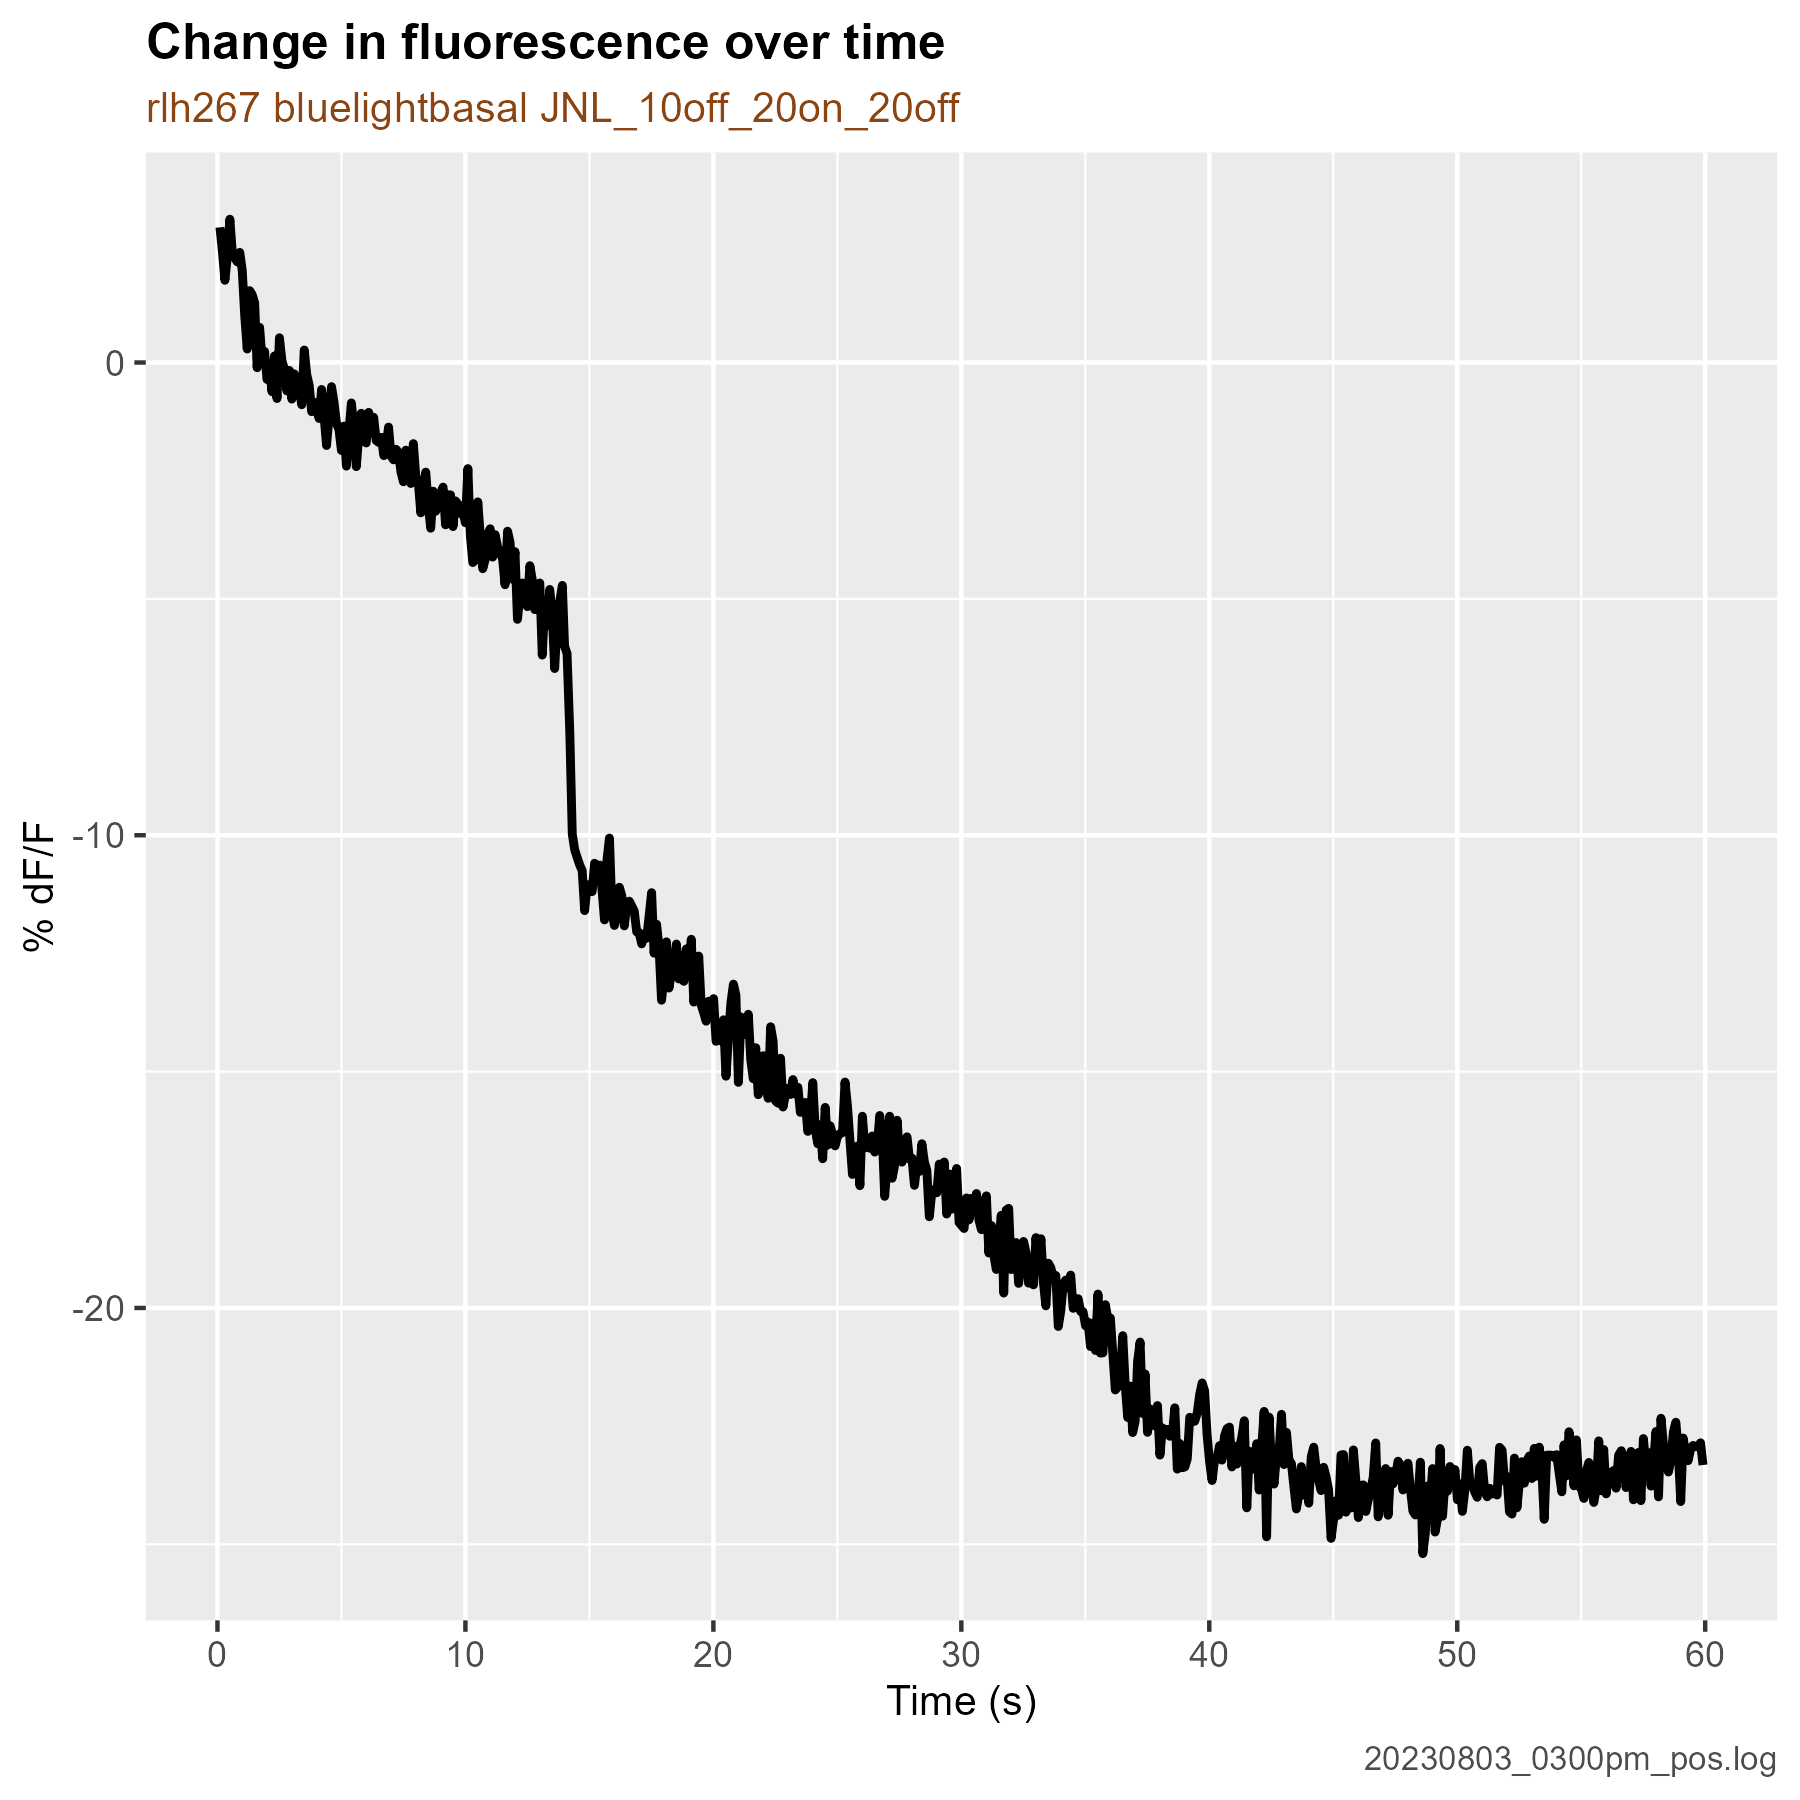 Change in fluorescence over time
rlh267 bluelightbasal JNL_10off_20on_20off
% dF/F
0
-10
-20
0 10 20 30 40 50 60
Time (s)
20230803_0300pm_pos.log